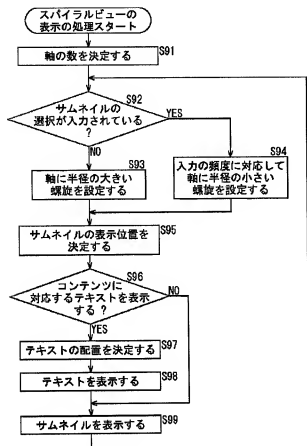 スパイラルビューの
表示の処理スタート
S91
軸の数を決定する
S92
サムネイルの
選択が入力されている
?
YES
NO
S93
軸に半径の大きい
螺旋を設定する
S94
入力の頻度に対応して
軸に半径の小さい
螺旋を設定する
S95
サムネイルの表示位置を
決定する
S96
コンテンツに
対応するテキストを表示
する ?
NO
YES
S97
テキストの配置を決定する
S98
テキストを表示する
S99
サムネイルを表示する